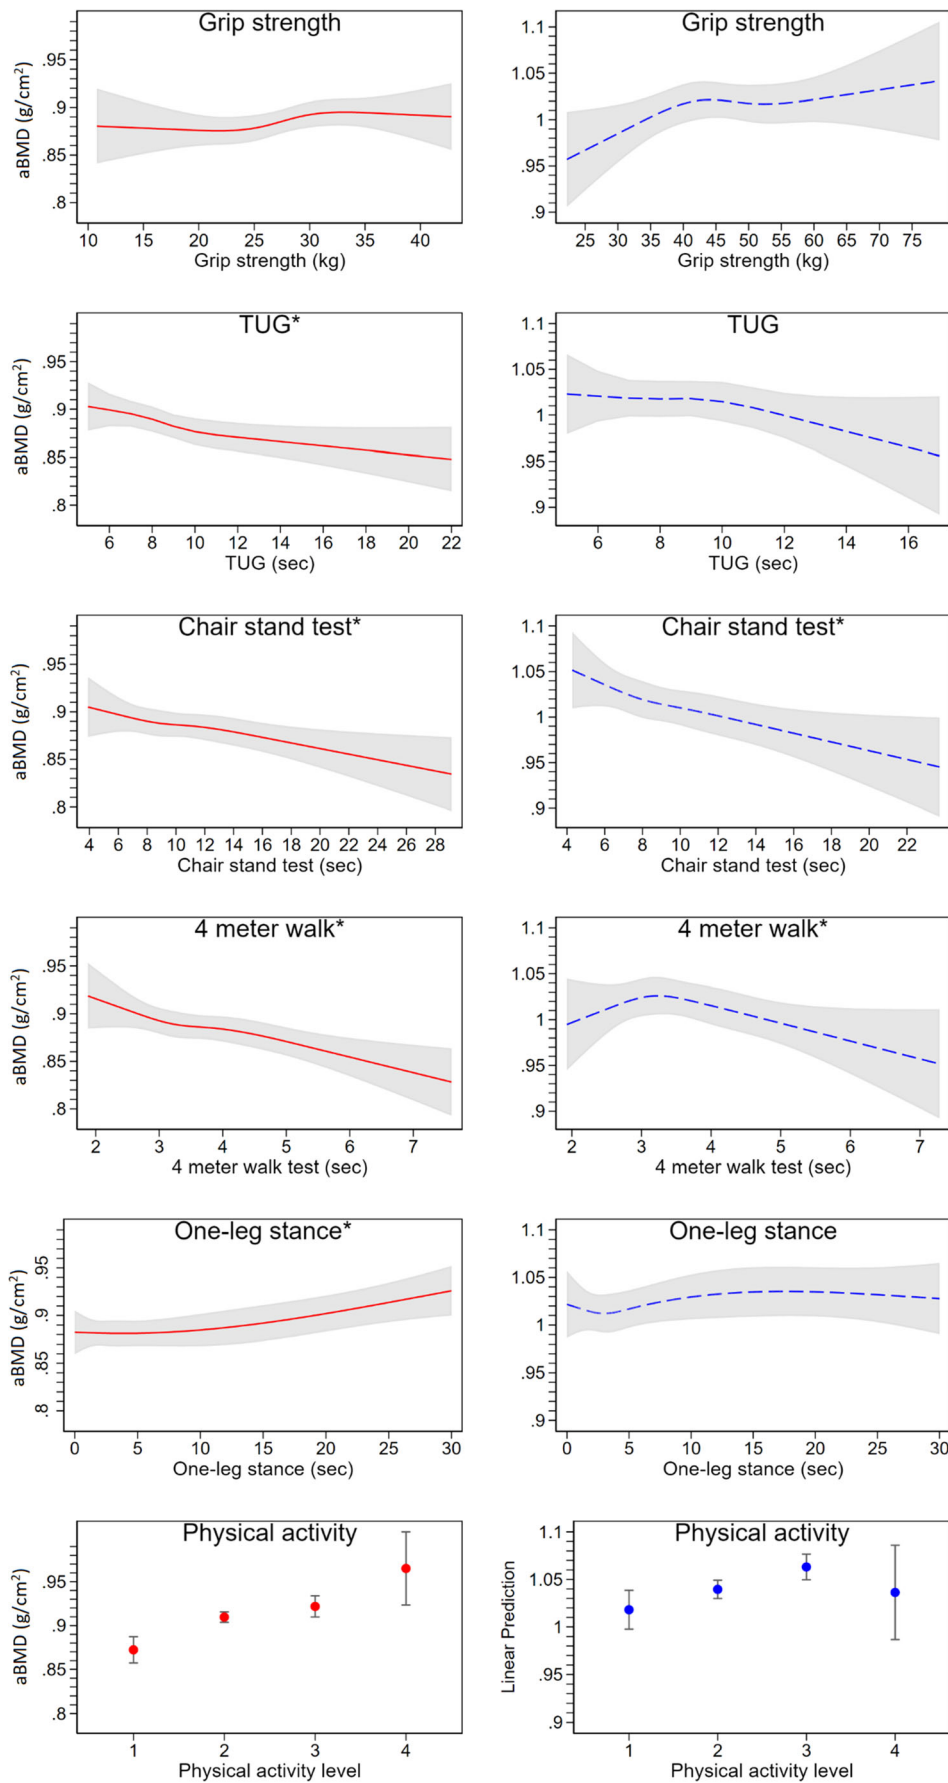 Grip strength
aBMD (g/cm²)
.95
.9
.85
.8
10 15 20 25 30 35 40
Grip strength (kg)
Grip strength
1.1
1.05
1
.95
.9
25 30 35 40 45 50 55 60 65 70 75
Grip strength (kg)
TUG*
aBMD (g/cm²)
.95
.9
.85
.8
6 8 10 12 14 16 18 20 22
TUG (sec)
TUG
1.1
1.05
1
.95
.9
6 8 10 12 14 16
TUG (sec)
Chair stand test*
aBMD (g/cm²)
.95
.9
.85
.8
4 6 8 10 12 14 16 18 20 22 24 26 28
Chair stand test (sec)
Chair stand test*
1.1
1.05
1
.95
.9
4 6 8 10 12 14 16 18 20 22
Chair stand test (sec)
4 meter walk*
aBMD (g/cm²)
.95
.9
.85
.8
2 3 4 5 6 7
4 meter walk test (sec)
4 meter walk*
1.1
1.05
1
.95
.9
2 3 4 5 6 7
4 meter walk test (sec)
One-leg stance*
aBMD (g/cm²)
.95
.9
.85
.8
0 5 10 15 20 25 30
One-leg stance (sec)
One-leg stance
1.1
1.05
1
.95
.9
0 5 10 15 20 25 30
One-leg stance (sec)
Physical activity
aBMD (g/cm²)
.95
.9
.85
.8
1 2 3 4
Physical activity level
Physical activity
Linear Prediction
1.1
1.05
1
.95
.9
1 2 3 4
Physical activity level